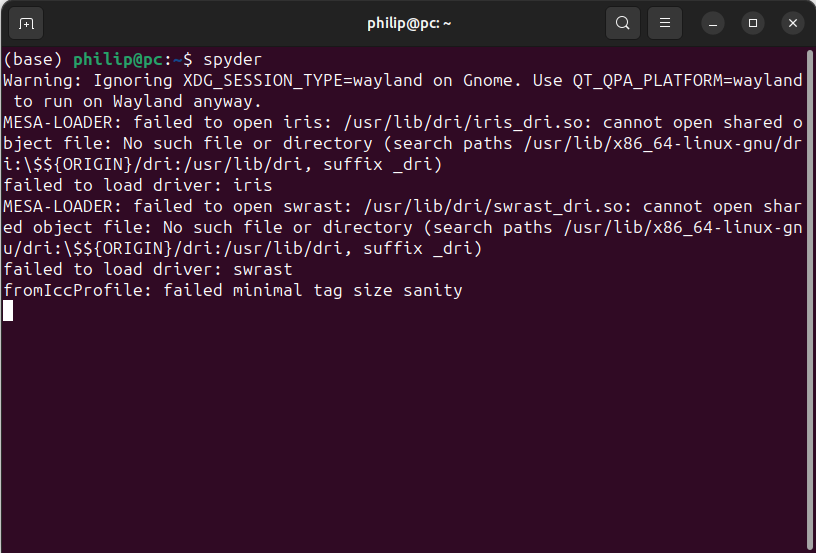 philip@pc: ~
(base) philip@pc:~$ spyder
Warning: Ignoring XDG_SESSION_TYPE=wayland on Gnome. Use QT_QPA_PLATFORM=wayland
 to run on Wayland anyway.
MESA-LOADER: failed to open iris: /usr/lib/dri/iris_dri.so: cannot open shared o
bject file: No such file or directory (search paths /usr/lib/x86_64-linux-gnu/dr
i:\$${ORIGIN}/dri:/usr/lib/dri, suffix _dri)
failed to load driver: iris
MESA-LOADER: failed to open swrast: /usr/lib/dri/swrast_dri.so: cannot open shar
ed object file: No such file or directory (search paths /usr/lib/x86_64-linux-gn
u/dri:\$${ORIGIN}/dri:/usr/lib/dri, suffix _dri)
failed to load driver: swrast
fromIccProfile: failed minimal tag size sanity